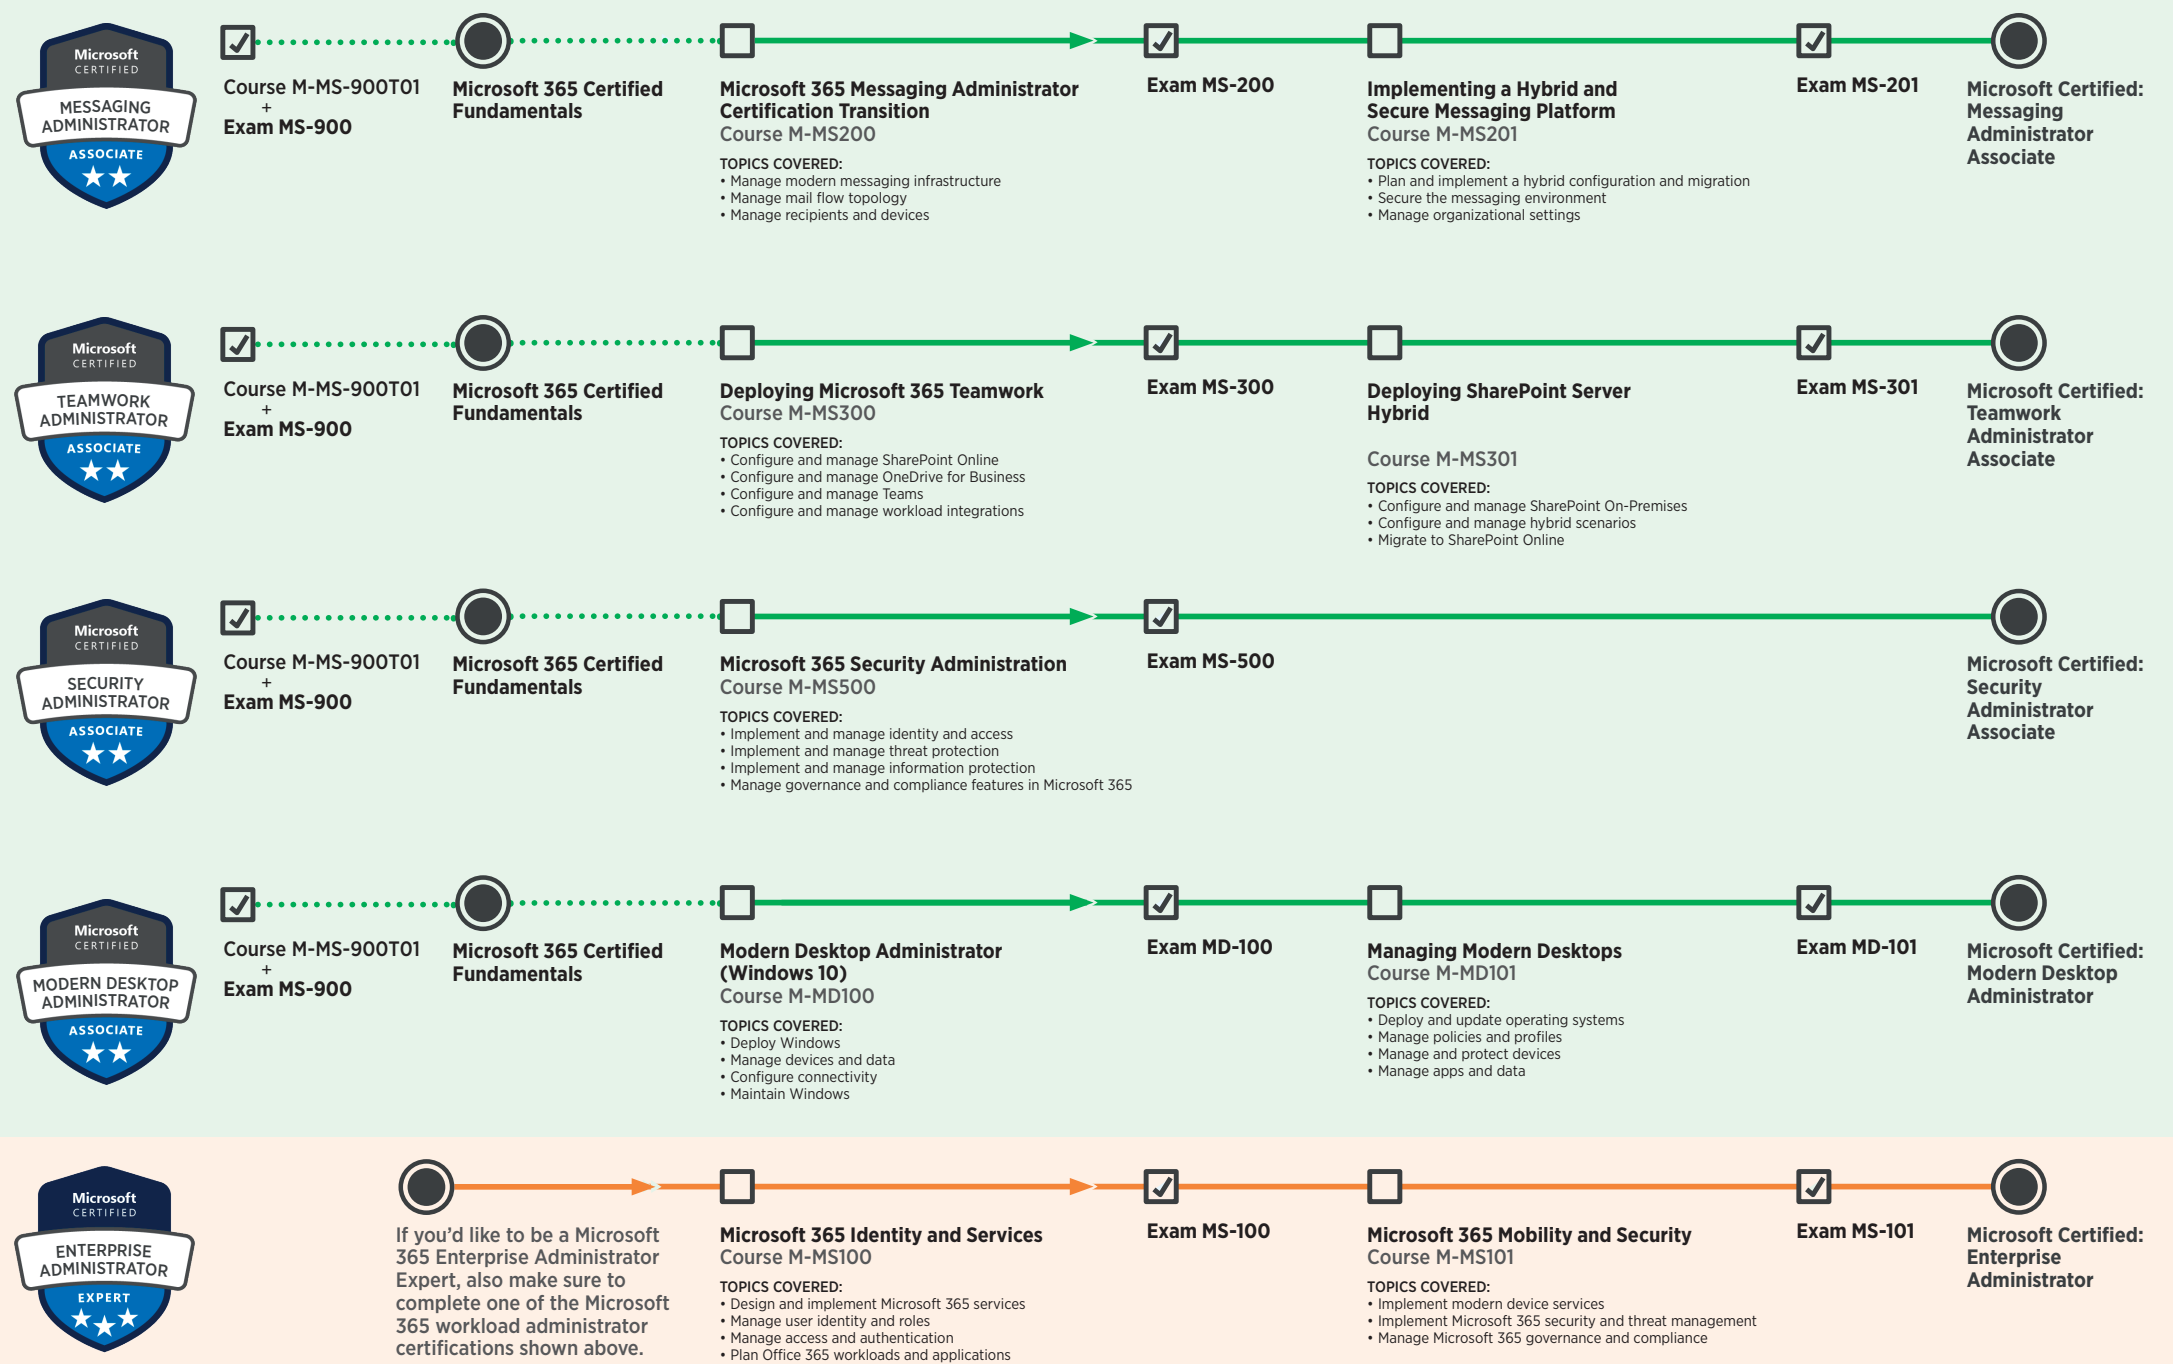 Microsoft
CERTIFIED
MESSAGING
ADMINISTRATOR
ASSOCIATE
Course M-MS-900T01
+
Exam MS-900
Microsoft 365 Certified
Fundamentals
Microsoft 365 Messaging Administrator
Certification Transition
Course M-MS200
TOPICS COVERED:
• Manage modern messaging infrastructure
• Manage mail flow topology
• Manage recipients and devices
Exam MS-200
Implementing a Hybrid and
Secure Messaging Platform
Course M-MS201
TOPICS COVERED:
• Plan and implement a hybrid configuration and migration
• Secure the messaging environment
• Manage organizational settings
Exam MS-201
Microsoft Certified:
Messaging
Administrator
Associate
Microsoft
CERTIFIED
TEAMWORK
ADMINISTRATOR
ASSOCIATE
Course M-MS-900T01
+
Exam MS-900
Microsoft 365 Certified
Fundamentals
Deploying Microsoft 365 Teamwork
Course M-MS300
TOPICS COVERED:
• Configure and manage SharePoint Online
• Configure and manage OneDrive for Business
• Configure and manage Teams
• Configure and manage workload integrations
Exam MS-300
Deploying SharePoint Server
Hybrid
Course M-MS301
TOPICS COVERED:
• Configure and manage SharePoint On-Premises
• Configure and manage hybrid scenarios
• Migrate to SharePoint Online
Exam MS-301
Microsoft Certified:
Teamwork
Administrator
Associate
Microsoft
CERTIFIED
SECURITY
ADMINISTRATOR
ASSOCIATE
Course M-MS-900T01
+
Exam MS-900
Microsoft 365 Certified
Fundamentals
Microsoft 365 Security Administration
Course M-MS500
TOPICS COVERED:
• Implement and manage identity and access
• Implement and manage threat protection
• Implement and manage information protection
• Manage governance and compliance features in Microsoft 365
Exam MS-500
Microsoft Certified:
Security
Administrator
Associate
Microsoft
CERTIFIED
MODERN DESKTOP
ADMINISTRATOR
ASSOCIATE
Course M-MS-900T01
+
Exam MS-900
Microsoft 365 Certified
Fundamentals
Modern Desktop Administrator
(Windows 10)
Course M-MD100
TOPICS COVERED:
• Deploy Windows
• Manage devices and data
• Configure connectivity
• Maintain Windows
Exam MD-100
Managing Modern Desktops
Course M-MD101
TOPICS COVERED:
• Deploy and update operating systems
• Manage policies and profiles
• Manage and protect devices
• Manage apps and data
Exam MD-101
Microsoft Certified:
Modern Desktop
Administrator
Microsoft
CERTIFIED
ENTERPRISE
ADMINISTRATOR
EXPERT
If you’d like to be a Microsoft
365 Enterprise Administrator
Expert, also make sure to
complete one of the Microsoft
365 workload administrator
certifications shown above.
Microsoft 365 Identity and Services
Course M-MS100
TOPICS COVERED:
• Design and implement Microsoft 365 services
• Manage user identity and roles
• Manage access and authentication
• Plan Office 365 workloads and applications
Exam MS-100
Microsoft 365 Mobility and Security
Course M-MS101
TOPICS COVERED:
• Implement modern device services
• Implement Microsoft 365 security and threat management
• Manage Microsoft 365 governance and compliance
Exam MS-101
Microsoft Certified:
Enterprise
Administrator